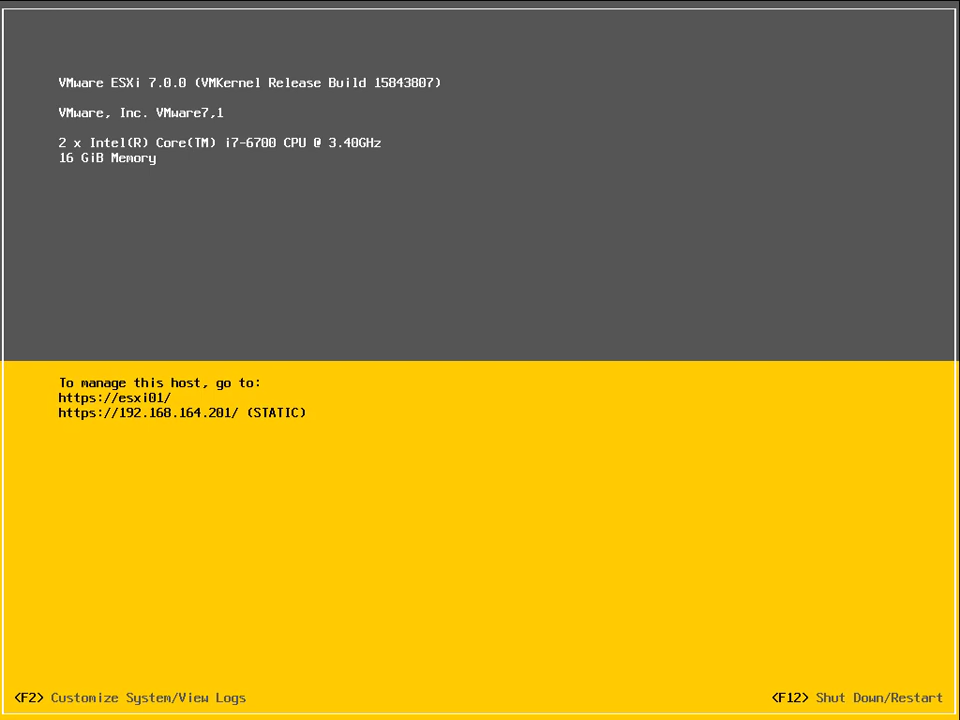 VMware ESXi 7.0.0 (VMKernel Release Build 15843807)
VMware, Inc. VMware7,1
2 x Intel(R) Core(TM) i7-6700 CPU @ 3.40GHz
16 GiB Memory
To manage this host, go to:
https://esxi01/
https://192.168.164.201/ (STATIC)
<F2> Customize System/View Logs
<F12> Shut Down/Restart